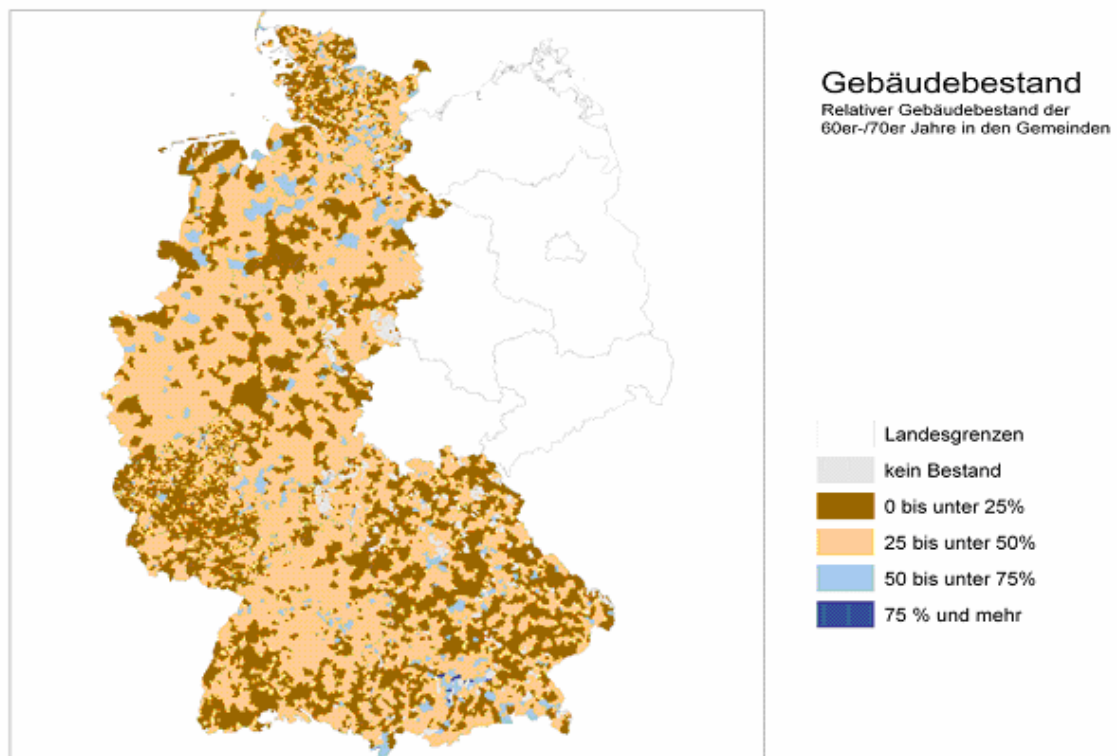 Gebäudebestand
Relativer Gebäudebestand der
60er-/70er Jahre in den Gemeinden
Landesgrenzen
kein Bestand
0 bis unter 25%
25 bis unter 50%
50 bis unter 75%
75 % und mehr